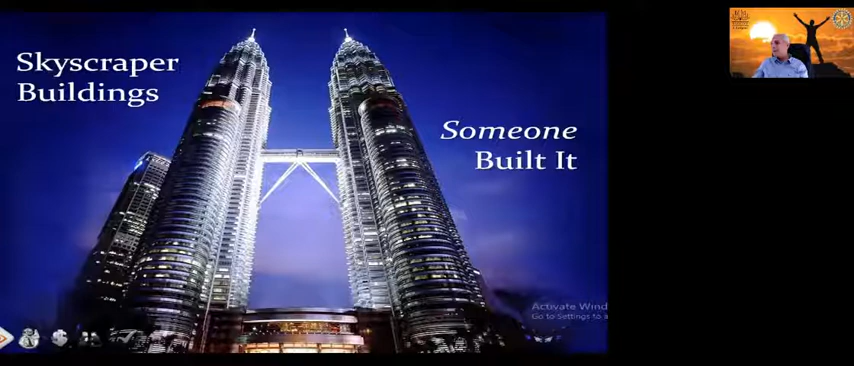 Skyscraper
Buildings
Someone
Built It
Activate Wind
Go to Settings to